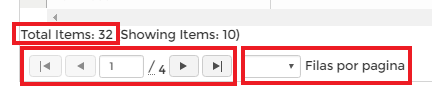 Total Items: 32 (Showing Items: 10)
1 / 4 Filas por pagina